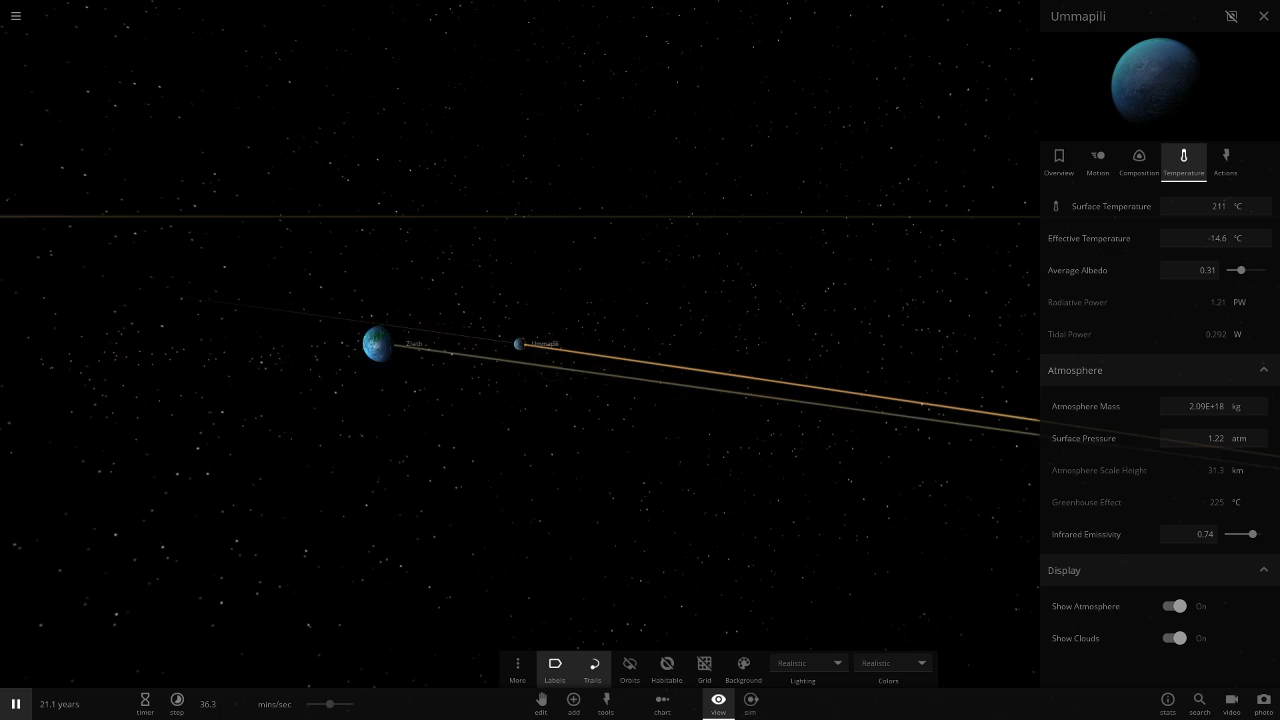 Ummapili
Overview Motion Composition Temperature Actions
Surface Temperature 211 °C
Effective Temperature -14.6 °C
Average Albedo 0.31
Radiative Power 1.21 PW
Tidal Power 0.292 W
Atmosphere
Atmosphere Mass 2.09E+18 kg
Surface Pressure 1.22 atm
Atmosphere Scale Height 31.3 km
Greenhouse Effect 225 °C
Infrared Emissivity 0.74
Display
Show Atmosphere On
Show Clouds On
Ummapili
More Labels Trails Orbits Habitable Grid Background Realistic Lighting Realistic Colors
21.1 years timer step 36.3 mins/sec edit add tools chart view sim stats search video photo